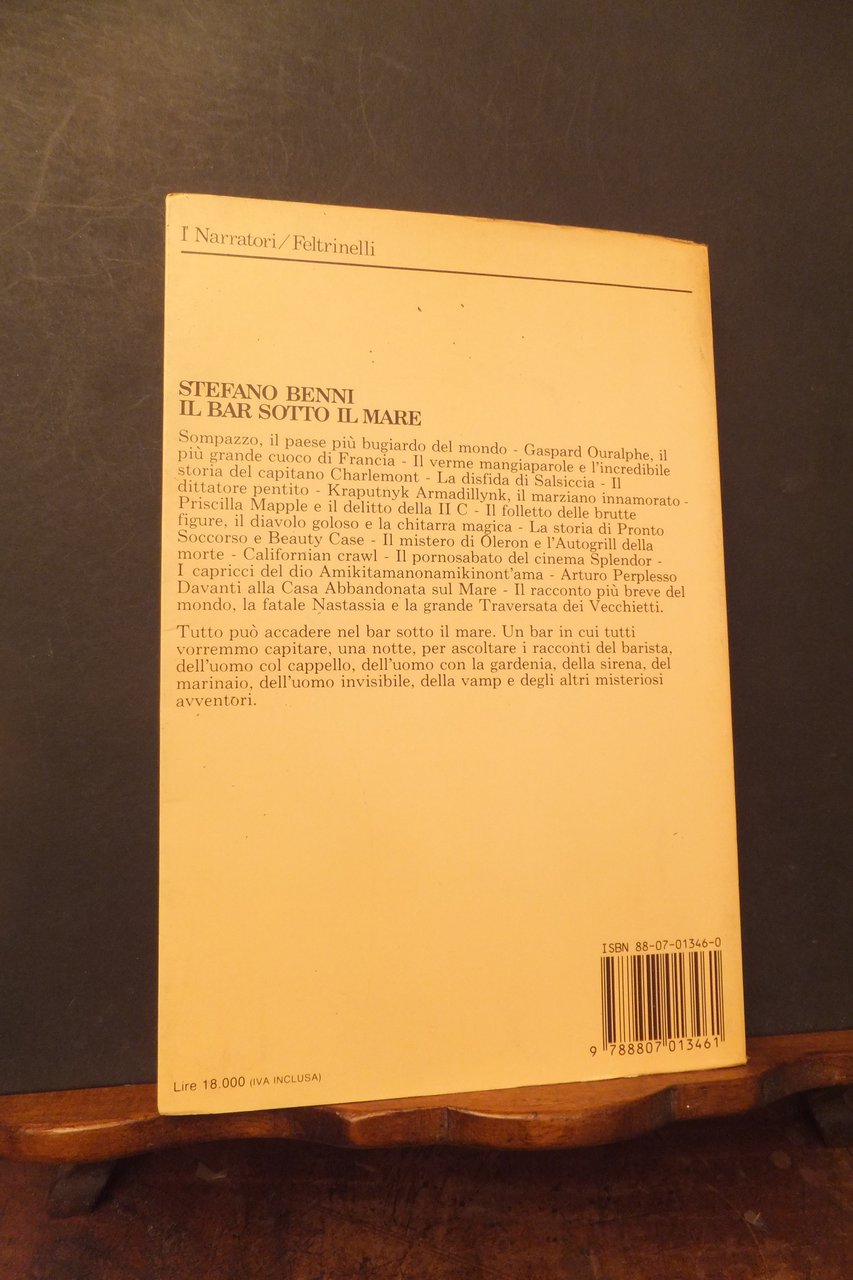 I Narratori/Feltrinelli
STEFANO BENNI
IL BAR SOTTO IL MARE
Sompazzo, il paese più bugiardo del mondo - Gaspard Ouralphe, il
più grande cuoco di Francia - Il verme mangiaparole e l'incredibile
storia del capitano Charlemont - La disfida di Salsiccia - Il
dittatore pentito - Kraputnyk Armadillynk, il marziano innamorato -
Priscilla Mapple e il delitto della II C - Il folletto delle brutte
figure, il diavolo goloso e la chitarra magica - La storia di Pronto
Soccorso e Beauty Case - Il mistero di Oleron e l'Autogrill della
morte - Californian crawl - Il pornosabato del cinema Splendor -
I capricci del dio Amikitamanonamikinont'ama - Arturo Perplesso
Davanti alla Casa Abbandonata sul Mare - Il racconto più breve del
mondo, la fatale Nastassia e la grande Traversata dei Vecchietti.
Tutto può accadere nel bar sotto il mare. Un bar in cui tutti
vorremmo capitare, una notte, per ascoltare i racconti del barista,
dell'uomo col cappello, dell'uomo con la gardenia, della sirena, del
marinaio, dell'uomo invisibile, della vamp e degli altri misteriosi
avventori.
ISBN 88-07-01346-0
9 788807 013461
Lire 18.000 (IVA INCLUSA)